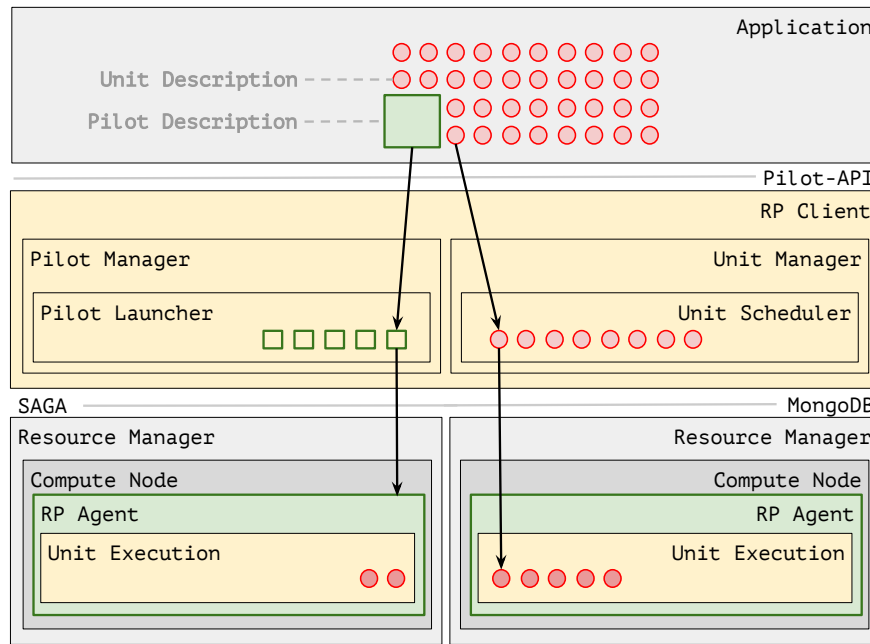 Application
Unit Description
Pilot Description
Pilot-API
RP Client
Pilot Manager
Unit Manager
Pilot Launcher
Unit Scheduler
SAGA
MongoDB
Resource Manager
Resource Manager
Compute Node
Compute Node
RP Agent
RP Agent
Unit Execution
Unit Execution